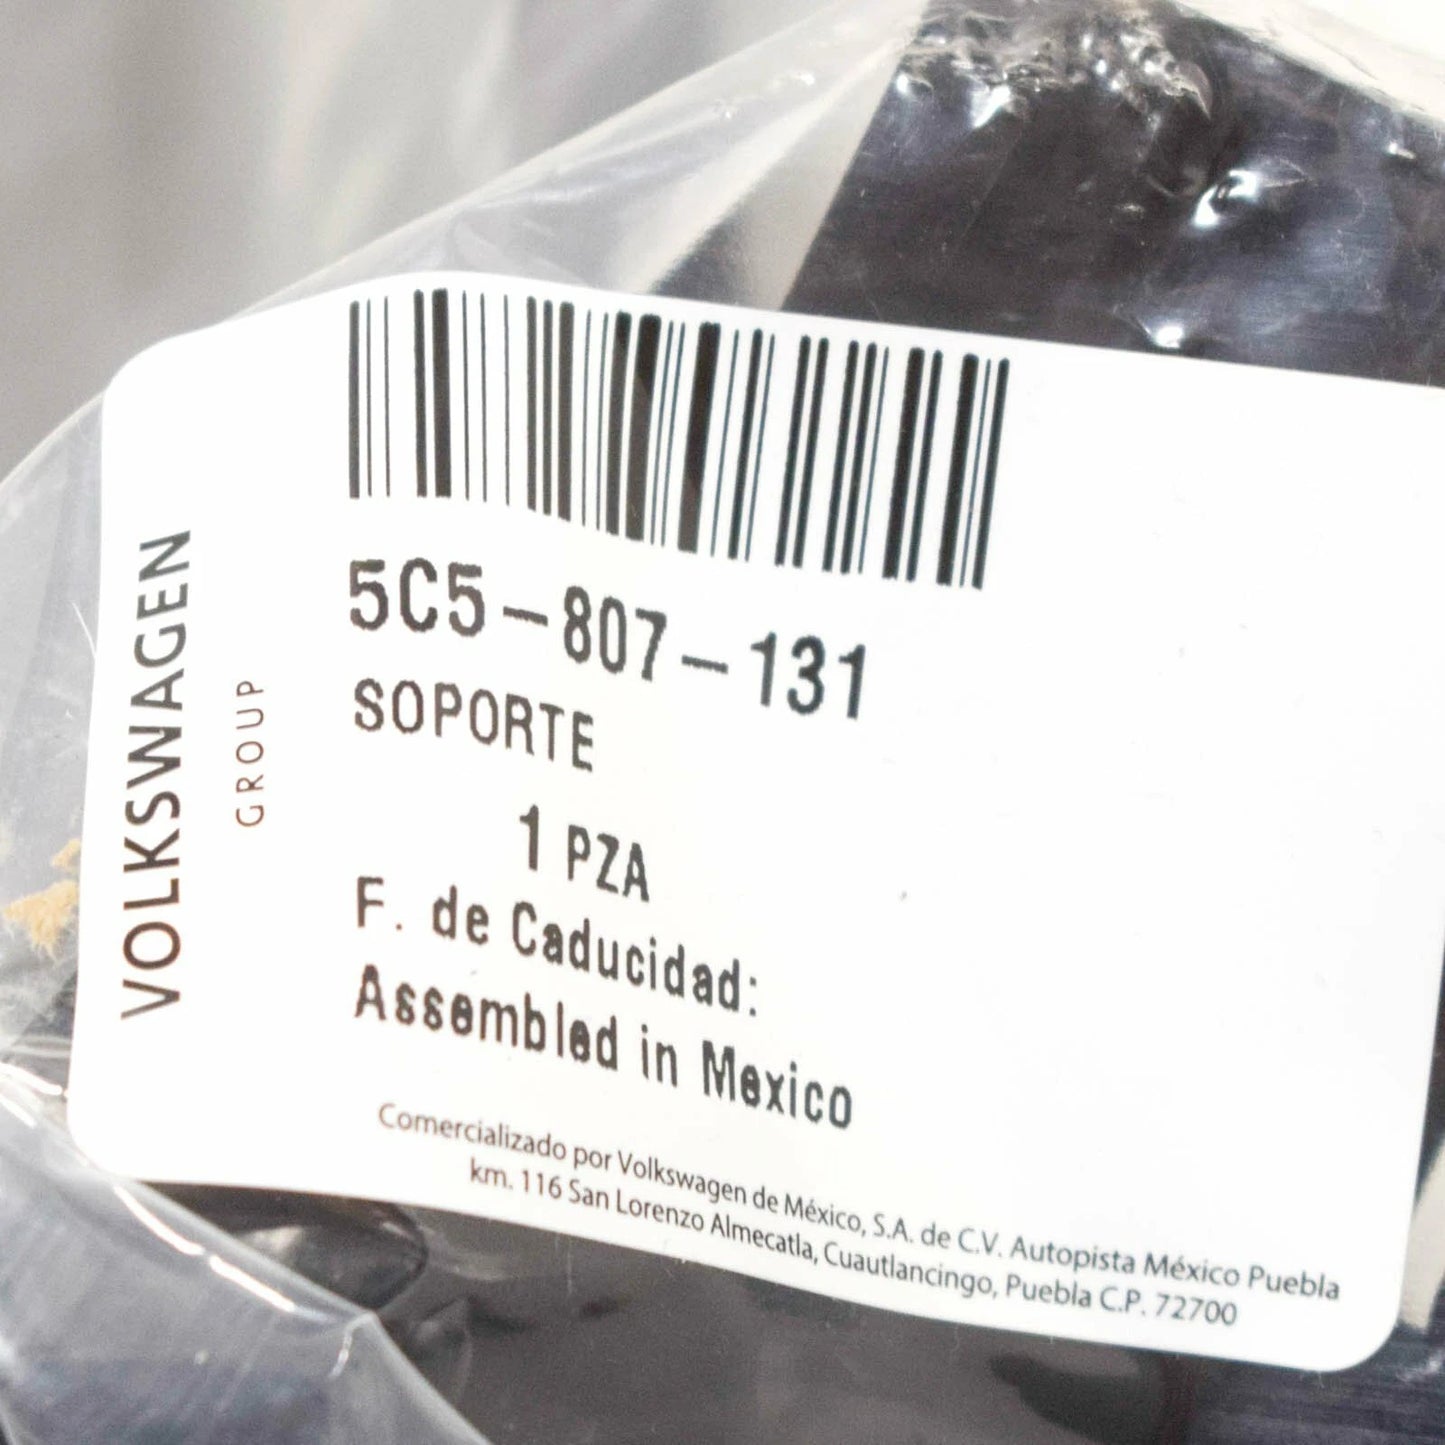 VOLKSWAGEN
GROUP
5C5-807-131
SOPORTE
1 PZA
F. de Caducidad:
Assembled in Mexico
Comercializado por Volkswagen de México, S.A. de C.V. Autopista México Puebla
km. 116 San Lorenzo Almecatla, Cuautlancingo, Puebla C.P. 72700